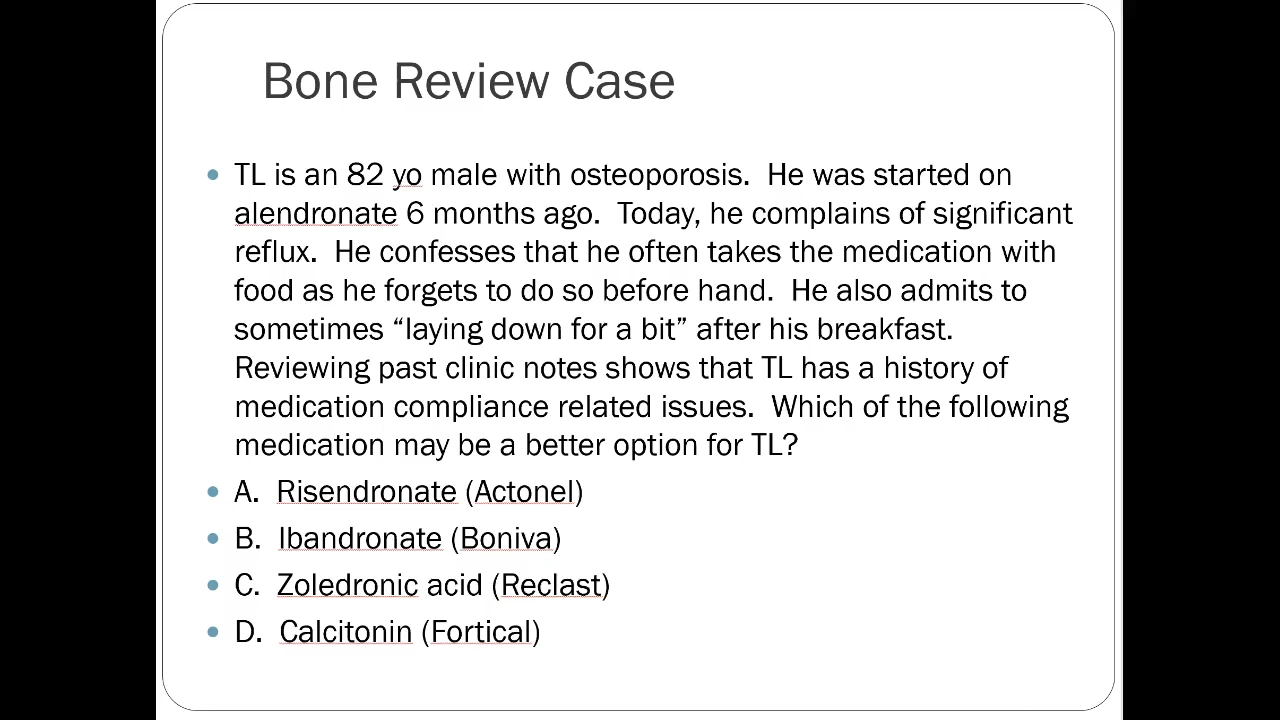 Bone Review Case
• TL is an 82 yo male with osteoporosis.  He was started on
alendronate 6 months ago.  Today, he complains of significant
reflux.  He confesses that he often takes the medication with
food as he forgets to do so before hand.  He also admits to
sometimes “laying down for a bit” after his breakfast.
Reviewing past clinic notes shows that TL has a history of
medication compliance related issues.  Which of the following
medication may be a better option for TL?
• A.  Risendronate (Actonel)
• B.  Ibandronate (Boniva)
• C.  Zoledronic acid (Reclast)
• D.  Calcitonin (Fortical)